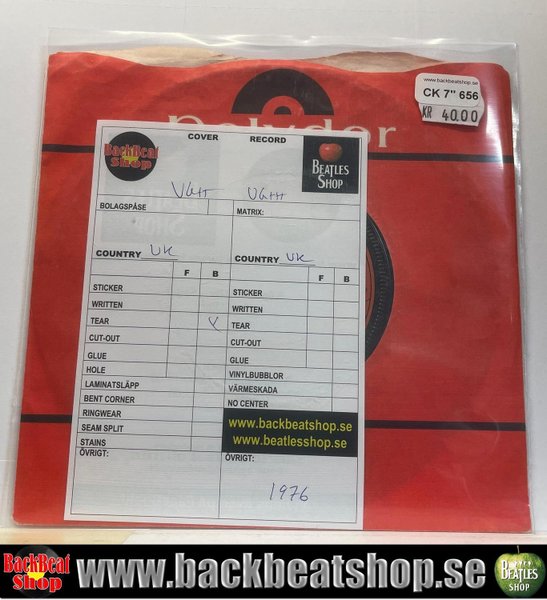 www.backbeatshop.se
CK 7" 656
KR 40.00
Polydor
BackBeat
Shop
COVER RECORD
BEATLES
SHOP
VG++ VG++
BOLAGSPÅSE MATRIX:
COUNTRY UK COUNTRY UK
F B F B
STICKER STICKER
WRITTEN WRITTEN
TEAR X TEAR
CUT-OUT CUT-OUT
GLUE GLUE
HOLE VINYLBUBBLOR
LAMINATSLÄPP VÄRMESKADA
BENT CORNER NO CENTER
RINGWEAR
SEAM SPLIT
STAINS
www.backbeatshop.se
www.beatlesshop.se
ÖVRIGT: ÖVRIGT:
1976
BackBeat
Shop
www.backbeatshop.se
BEATLES
SHOP